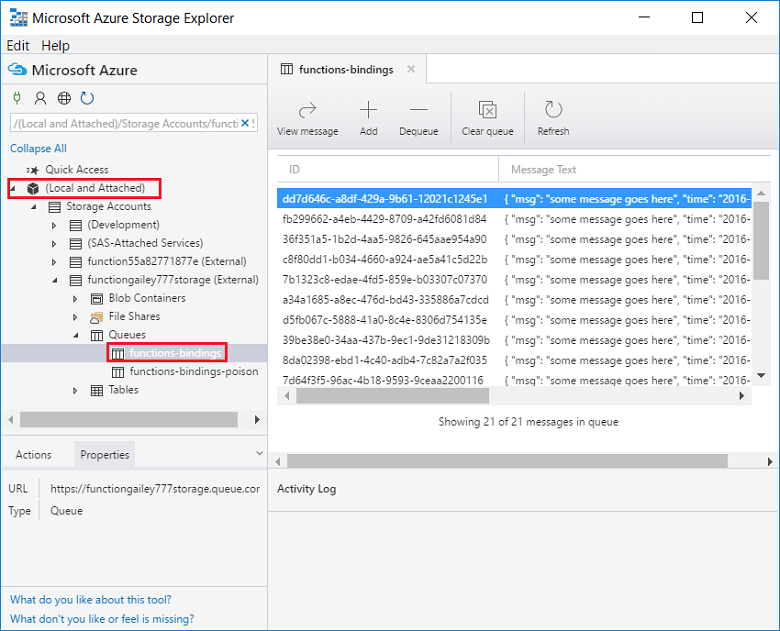 Microsoft Azure Storage Explorer
Edit Help
Microsoft Azure
/(Local and Attached)/Storage Accounts/functi
Collapse All
Quick Access
(Local and Attached)
Storage Accounts
(Development)
(SAS-Attached Services)
function55a82771877e (External)
functiongailey777storage (External)
Blob Containers
File Shares
Queues
functions-bindings
functions-bindings-poison
Tables
Actions Properties
URL https://functiongailey777storage.queue.cor
Type Queue
What do you like about this tool?
What don't you like or feel is missing?
functions-bindings
View message Add Dequeue Clear queue Refresh
ID Message Text
dd7d646c-a8df-429a-9b61-12021c1245e1 { "msg": "some message goes here", "time": "2016-
fb299662-a4eb-4429-8709-a42fd6081d84 { "msg": "some message goes here", "time": "2016-
36f351a5-1b2d-4aa5-9826-645aae954a90 { "msg": "some message goes here", "time": "2016-
c8f80dd1-b034-4660-a924-ae5a41c5d22b { "msg": "some message goes here", "time": "2016-
7b1323c8-edae-4fd5-859e-b03307c07370 { "msg": "some message goes here", "time": "2016-
a34a1685-a8ec-476d-bd43-335886a7cdcd { "msg": "some message goes here", "time": "2016-
d5fb067c-5888-41a0-8c4e-8306d754135e { "msg": "some message goes here", "time": "2016-
39be38e0-34aa-437b-9ec1-9de31218309b { "msg": "some message goes here", "time": "2016-
8da02398-ebd1-4c40-adb4-7c82a7a2f035 { "msg": "some message goes here", "time": "2016-
7d64f3f5-96ac-4b18-9593-9ceaa2200116 { "msg": "some message goes here", "time": "2016-
Showing 21 of 21 messages in queue
Activity Log